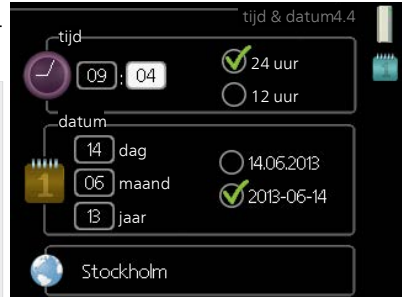 tijd & datum4.4
tijd
09 : 04
24 uur
12 uur
datum
14 dag
06 maand
13 jaar
14.06.2013
2013-06-14
Stockholm